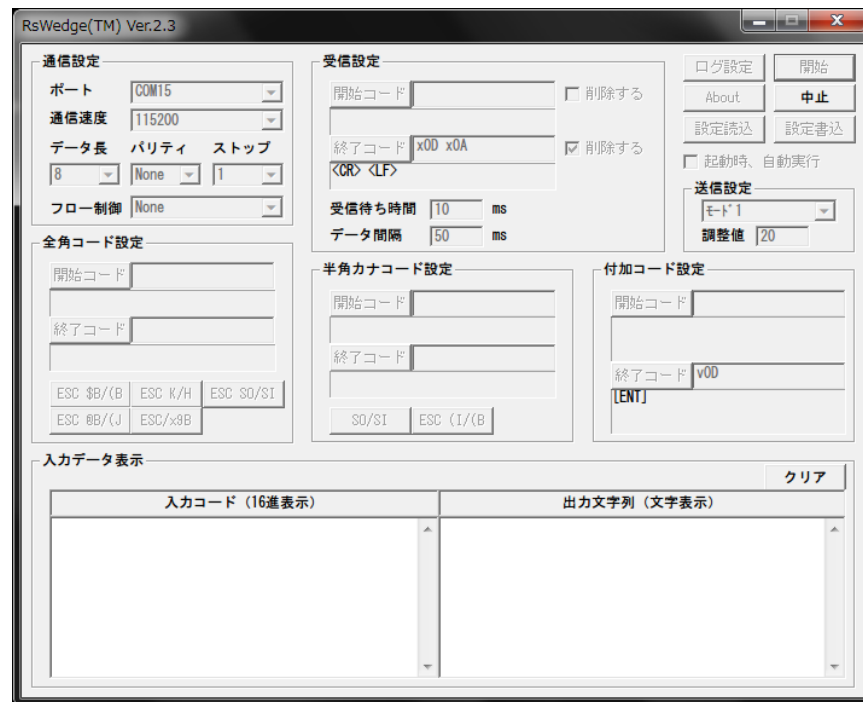 RsWedge(TM) Ver.2.3
通信設定
ポート COM15
通信速度 115200
データ長 パリティ ストップ
8 None 1
フロー制御 None
受信設定
開始コード 削除する
終了コード x0D x0A 削除する
<CR> <LF>
受信待ち時間 10 ms
データ間隔 50 ms
ログ設定 開始
About 中止
設定読込 設定書込
起動時、自動実行
送信設定
ﾓｰﾄﾞ1
調整値 20
全角コード設定
開始コード
終了コード
ESC $B/(B ESC K/H ESC SO/SI
ESC @B/(J ESC/x9B
半角カナコード設定
開始コード
終了コード
SO/SI ESC (I/(B
付加コード設定
開始コード
終了コード v0D
[ENT]
入力データ表示
クリア
入力コード（16進表示） 出力文字列（文字表示）